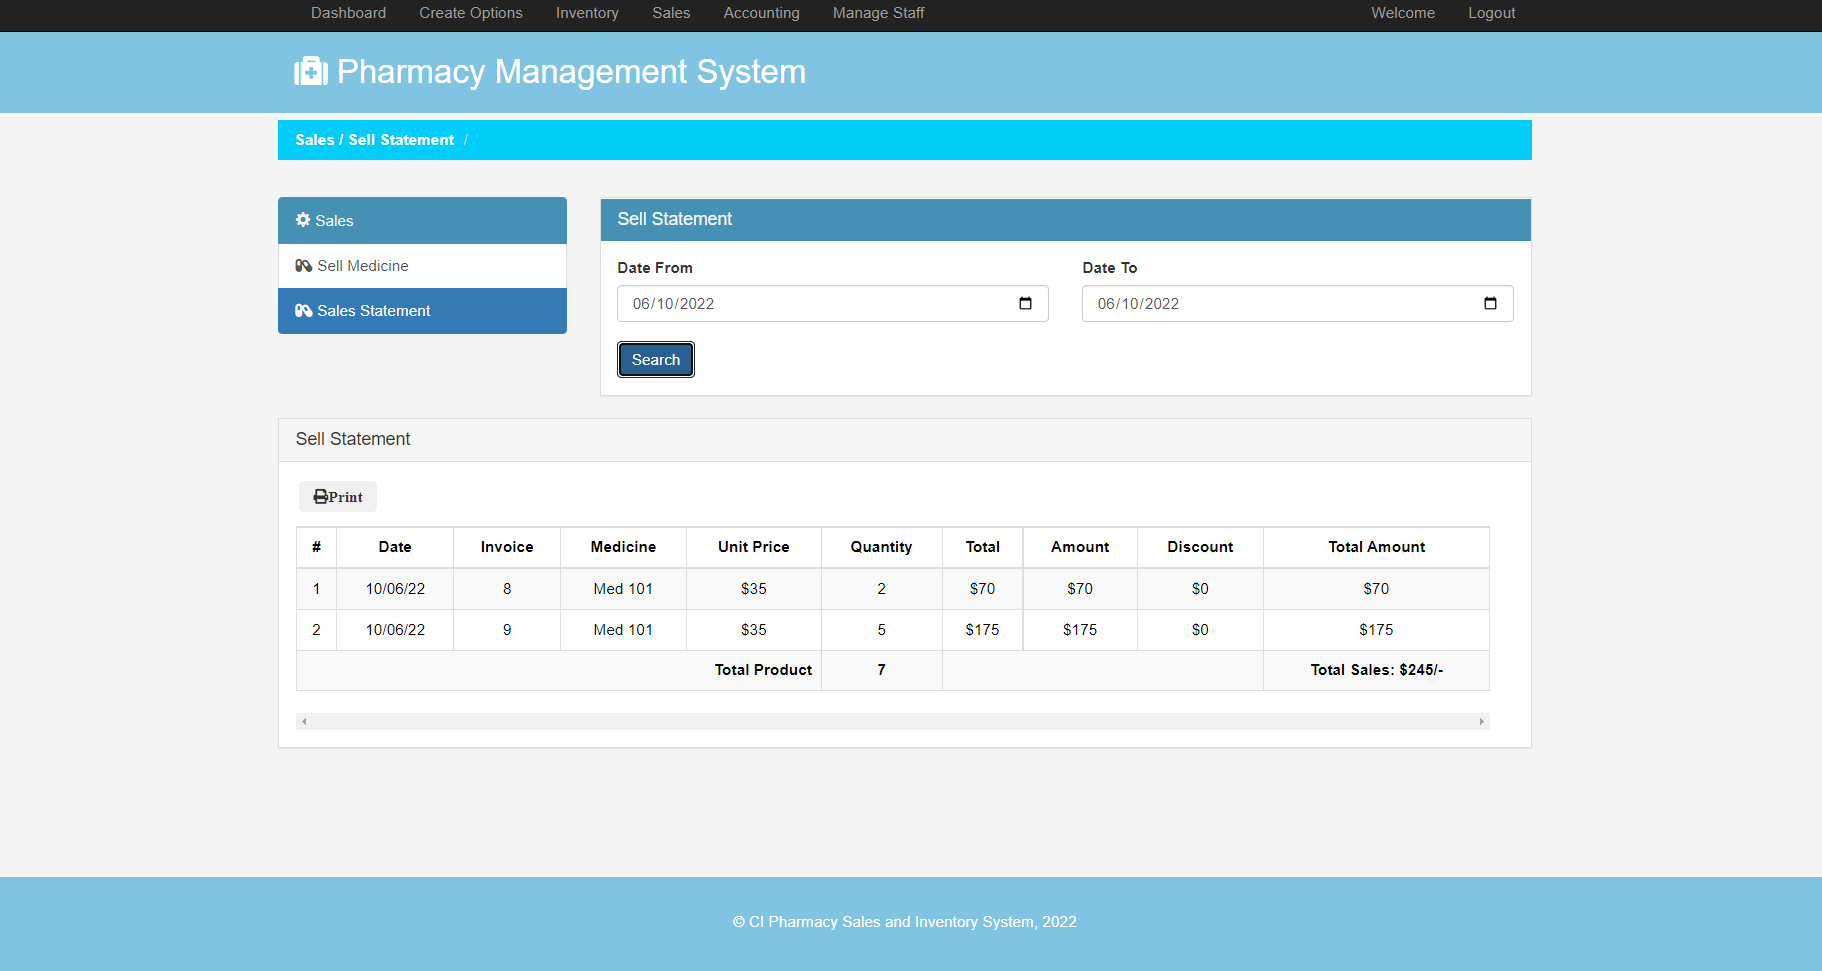 Dashboard Create Options Inventory Sales Accounting Manage Staff Welcome Logout
Pharmacy Management System
Sales / Sell Statement /
Sales
Sell Medicine
Sales Statement
Sell Statement
Date From Date To
06/10/2022 06/10/2022
Search
Sell Statement
Print
# Date Invoice Medicine Unit Price Quantity Total Amount Discount Total Amount
1 10/06/22 8 Med 101 $35 2 $70 $70 $0 $70
2 10/06/22 9 Med 101 $35 5 $175 $175 $0 $175
Total Product 7 Total Sales: $245/-
© CI Pharmacy Sales and Inventory System, 2022